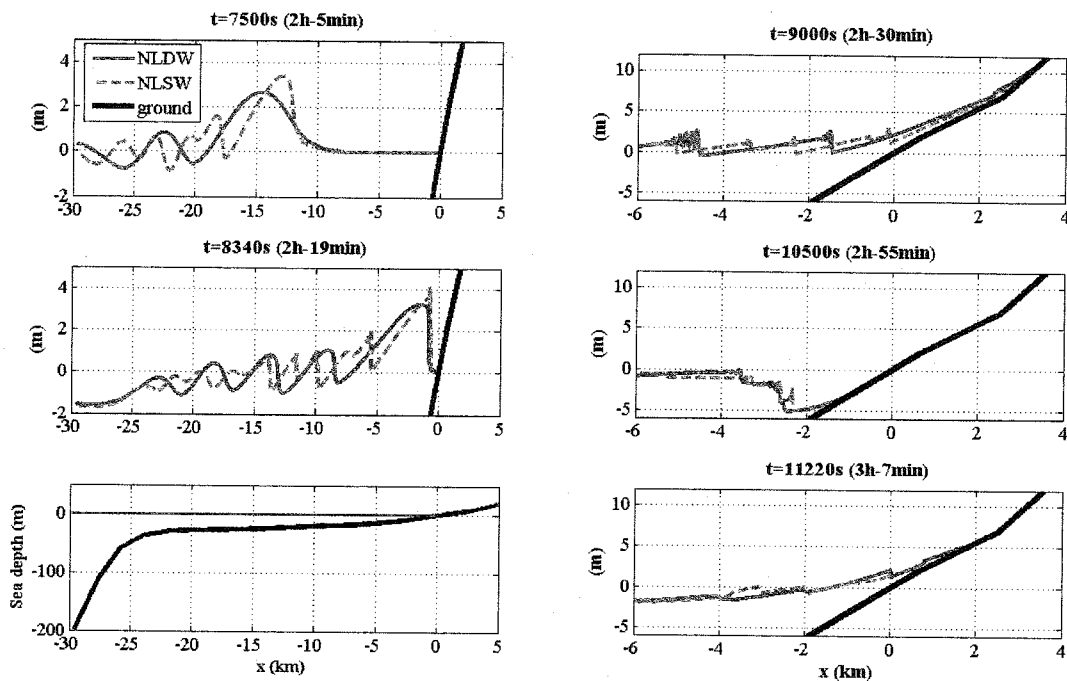 t=7500s (2h-5min)
NLDW
NLSW
ground
(m)
4
2
0
-2
-30 -25 -20 -15 -10 -5 0 5
t=8340s (2h-19min)
(m)
4
2
0
-2
-30 -25 -20 -15 -10 -5 0 5
Sea depth (m)
0
-100
-200
-30 -25 -20 -15 -10 -5 0 5
x (km)
t=9000s (2h-30min)
(m)
10
5
0
-5
-6 -4 -2 0 2 4
t=10500s (2h-55min)
(m)
10
5
0
-5
-6 -4 -2 0 2 4
t=11220s (3h-7min)
(m)
10
5
0
-5
-6 -4 -2 0 2 4
x (km)